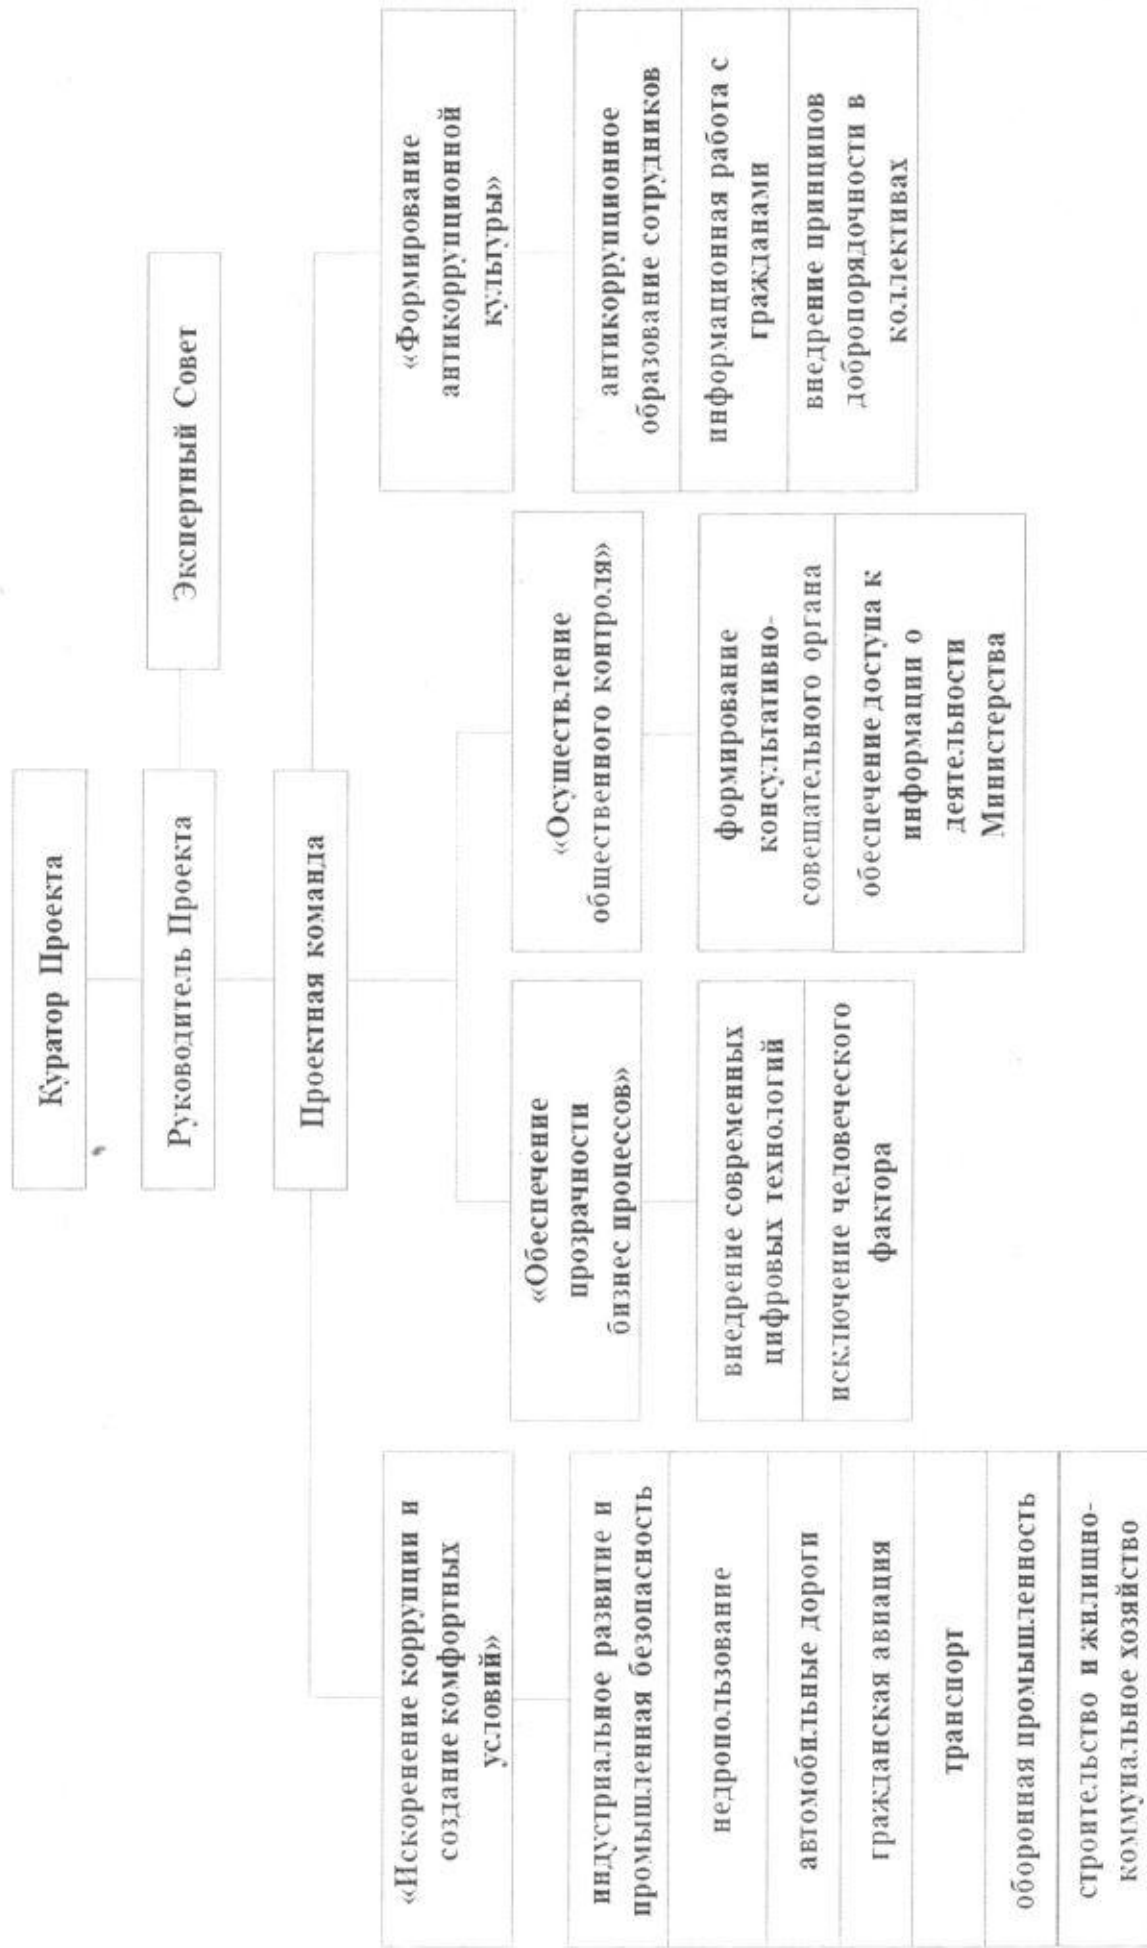 Куратор Проекта
Руководитель Проекта
Экспертный Совет
Проектная команда
«Искоренение коррупции и
создание комфортных
условий»
индустриальное развитие и
промышленная безопасность
недропользование
автомобильные дороги
гражданская авиация
транспорт
оборонная промышленность
строительство и жилищно-
коммунальное хозяйство
«Обеспечение
прозрачности
бизнес процессов»
внедрение современных
цифровых технологий
исключение человеческого
фактора
«Осуществление
общественного контроля»
формирование
консультативно-
совещательного органа
обеспечение доступа к
информации о
деятельности
Министерства
«Формирование
антикоррупционной
культуры»
антикоррупционное
образование сотрудников
информационная работа с
гражданами
внедрение принципов
добропорядочности в
коллективах